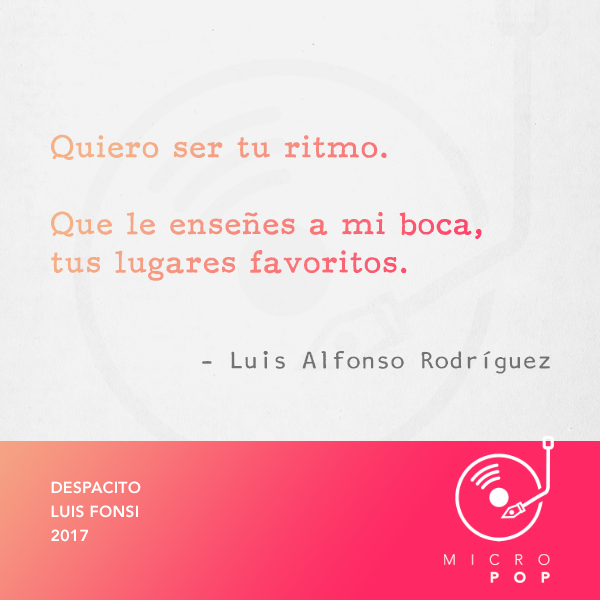 Quiero ser tu ritmo.
Que le enseñes a mi boca,
tus lugares favoritos.
- Luis Alfonso Rodríguez
DESPACITO
LUIS FONSI
2017
MICRO
POP